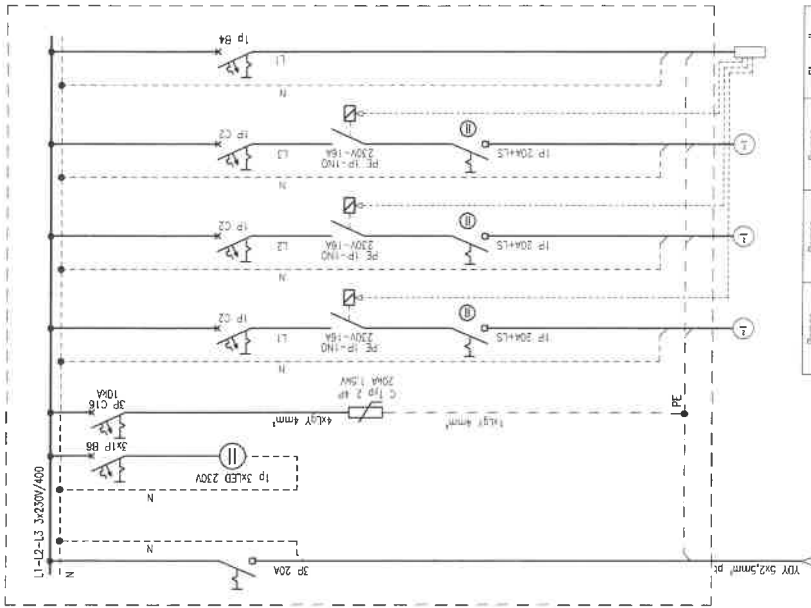 1p B4
L1
N
1P C2
L3
PE 1P-1NO
230V-16A
1P 20A+LS
N
1P C2
L2
PE 1P-1NO
230V-16A
1P 20A+LS
N
1P C2
L1
PE 1P-1NO
230V-16A
1P 20A+LS
N
3P C16
10kA
4xLgY 4mm²
C Typ 2 4P
20kA 1.5kV
1xLgY 4mm²
PE
3x1P B6
1p 3xLED 230V
N
L1-L2-L3 3x230V/400
N
N
3P 20A
YDY 5x2,5mm² pt